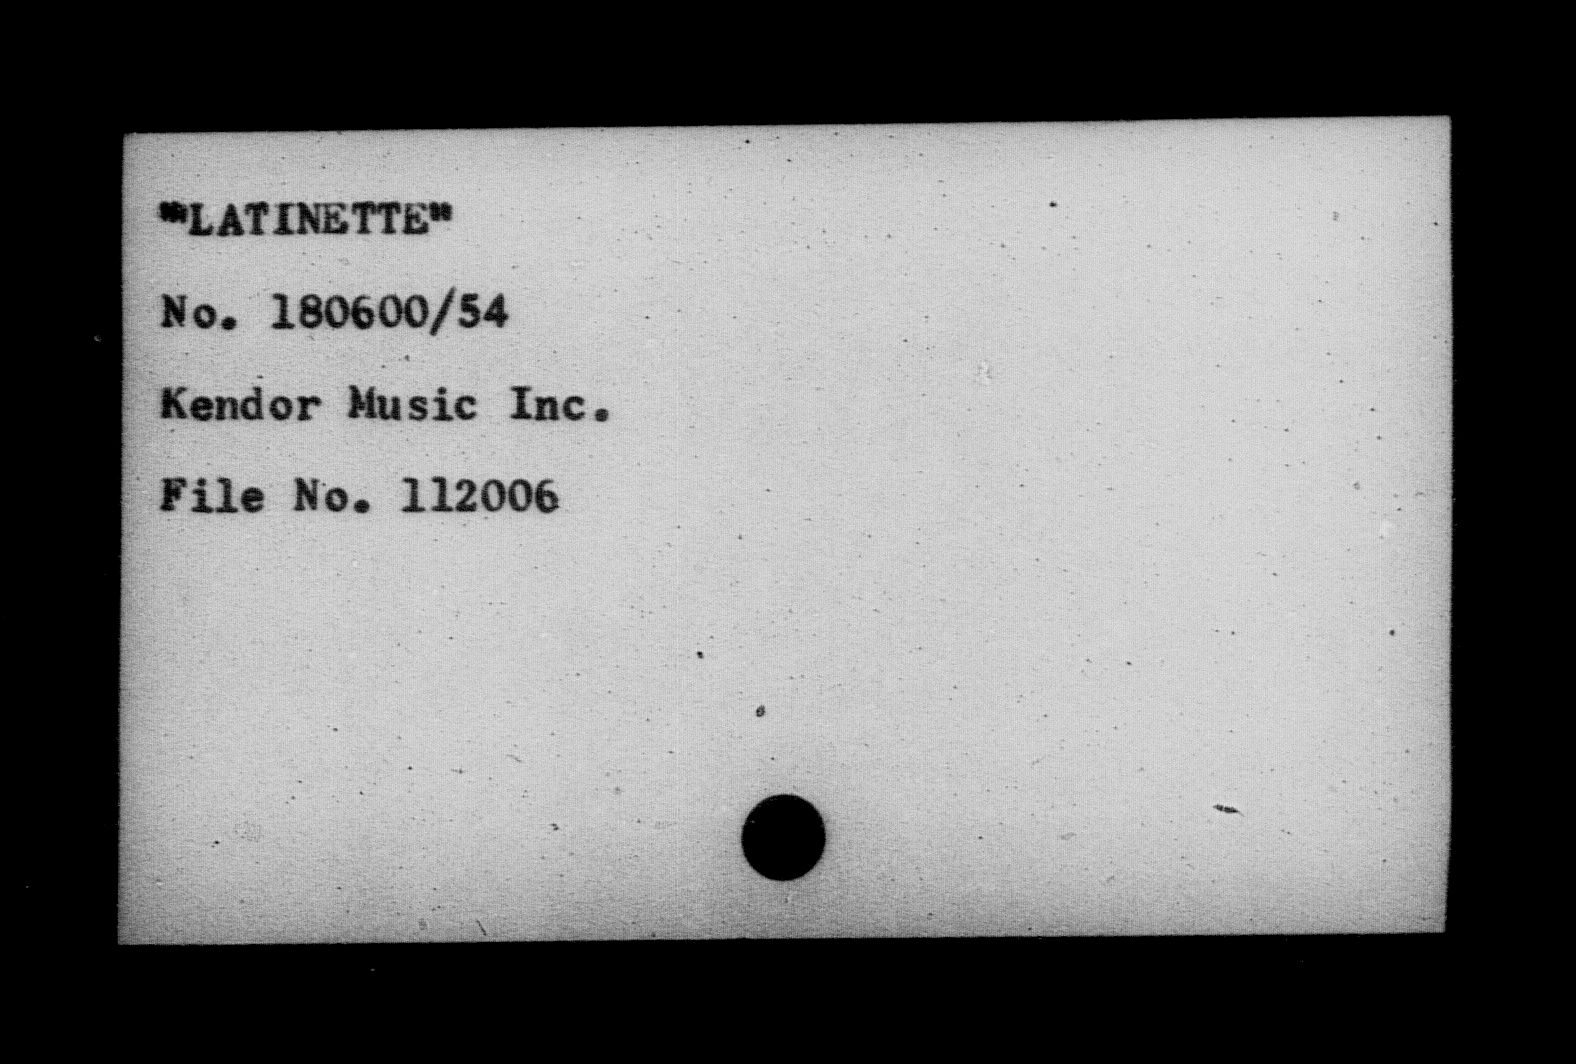 "LATINETTE"
No. 180600/54
Kendor Music Inc.
File No. 112006